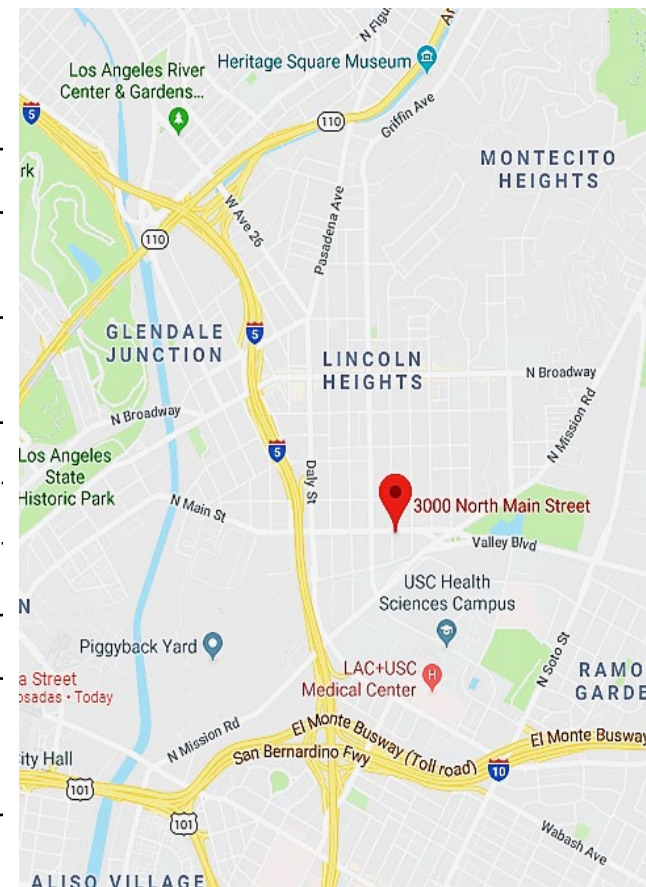 N Figu
Ar
Heritage Square Museum
Los Angeles River
Center & Gardens...
5
110
Griffin Ave
MONTECITO
HEIGHTS
rk
W Ave 26
Pasadena Ave
110
GLENDALE
JUNCTION
5
LINCOLN
HEIGHTS
N Broadway
N Broadway
N Mission Rd
5
Los Angeles
State
Historic Park
Daly St
3000 North Main Street
N Main St
Valley Blvd
USC Health
Sciences Campus
N
Piggyback Yard
N Soto St
LAC+USC
Medical Center
RAMO
GARDE
a Street
osadas • Today
N Mission Rd
El Monte Busway (Toll road)
El Monte Busway
San Bernardino Fwy
City Hall
10
101
101
Wabash Ave
ALISO VILLAGE